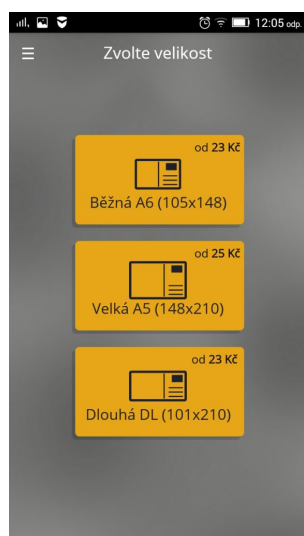 12:05 odp.
Zvolte velikost
od 23 Kč
Běžná A6 (105x148)
od 25 Kč
Velká A5 (148x210)
od 23 Kč
Dlouhá DL (101x210)